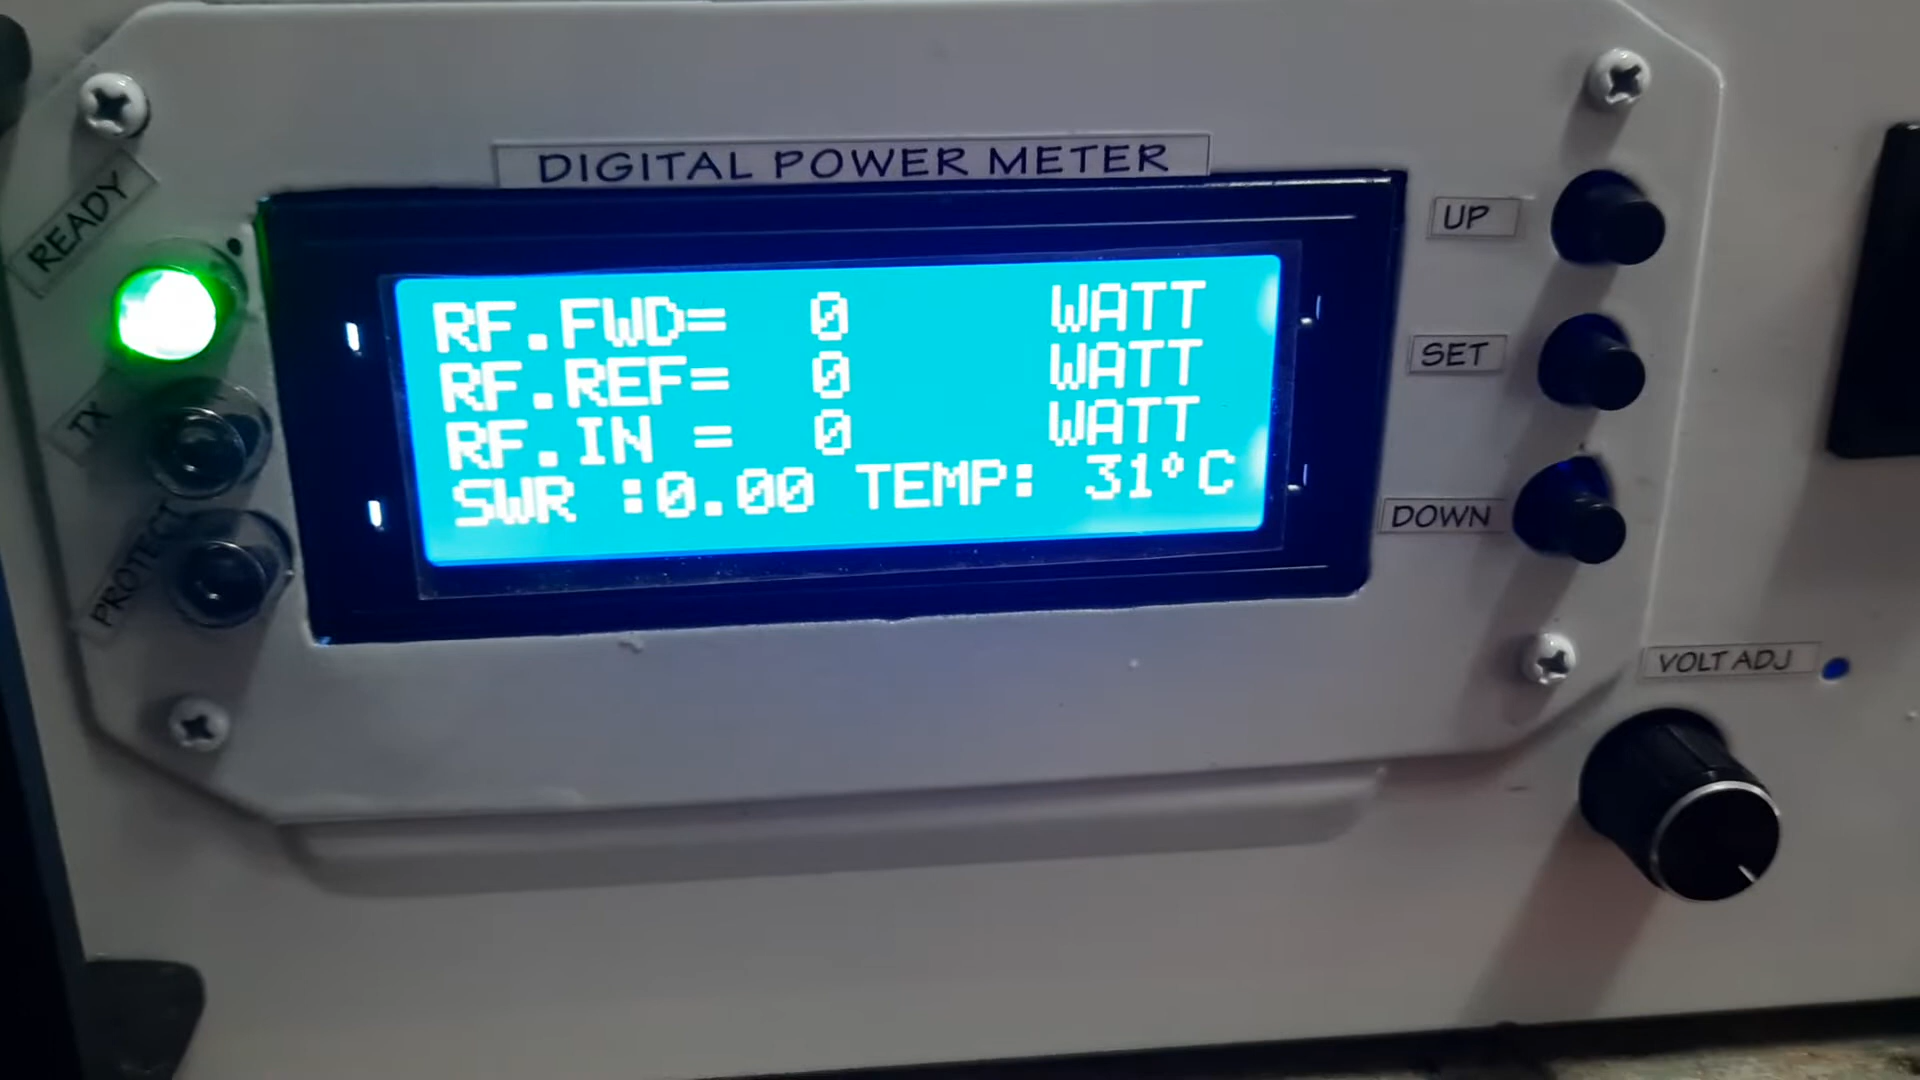 DIGITAL POWER METER
READY
TX
PROTECT
RF.FWD= 0 WATT
RF.REF= 0 WATT
RF.IN = 0 WATT
SWR :0.00 TEMP: 31°C
UP
SET
DOWN
VOLT ADJ